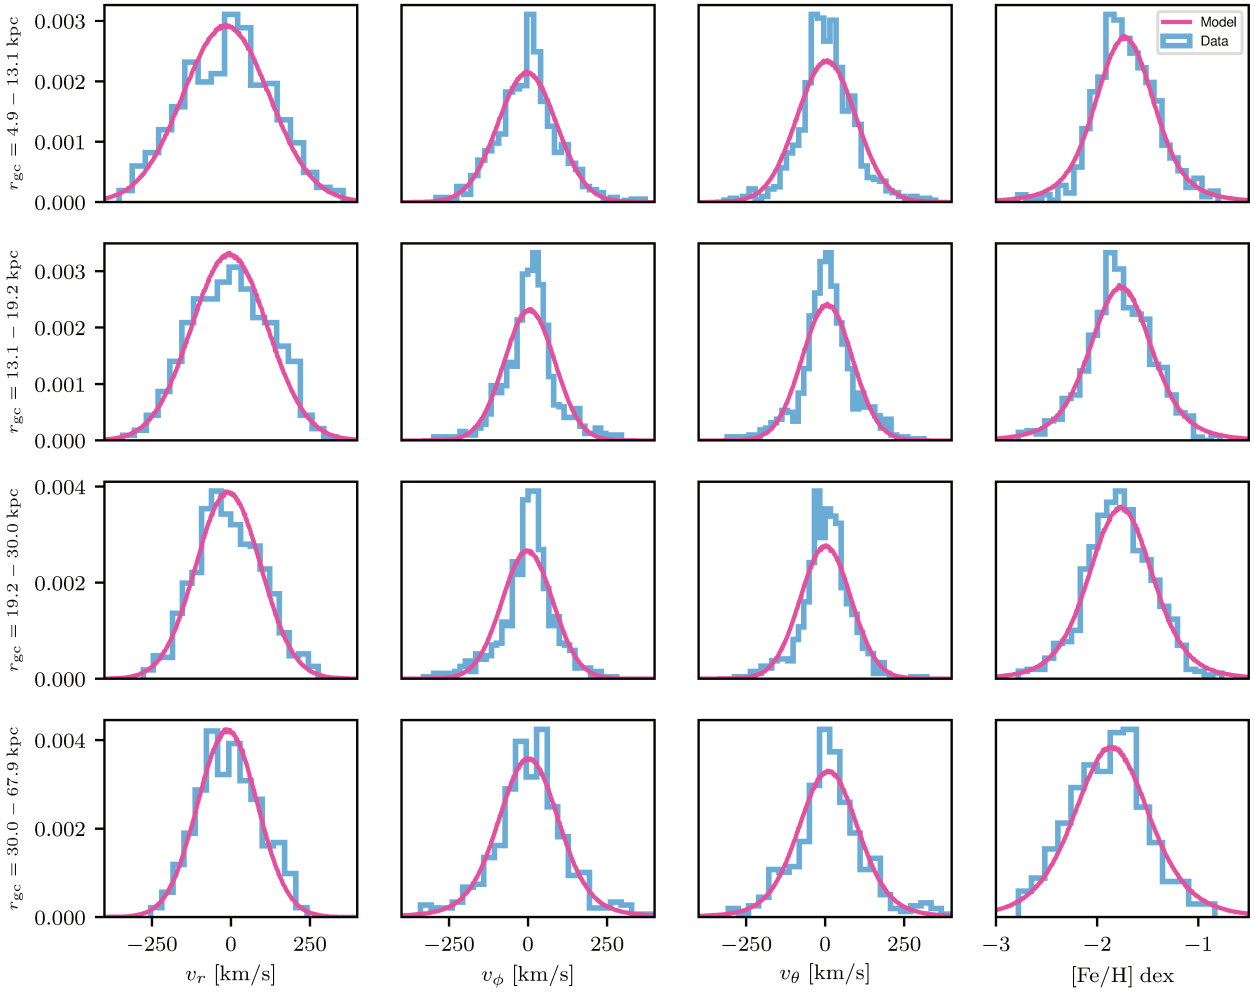 r_gc = 4.9 − 13.1 kpc
0.003
0.002
0.001
0.000
Model
Data
r_gc = 13.1 − 19.2 kpc
0.003
0.002
0.001
0.000
r_gc = 19.2 − 30.0 kpc
0.004
0.002
0.000
r_gc = 30.0 − 67.9 kpc
0.004
0.002
0.000
−250 0 250
−250 0 250
−250 0 250
−3 −2 −1
v_r [km/s]
v_ϕ [km/s]
v_θ [km/s]
[Fe/H] dex